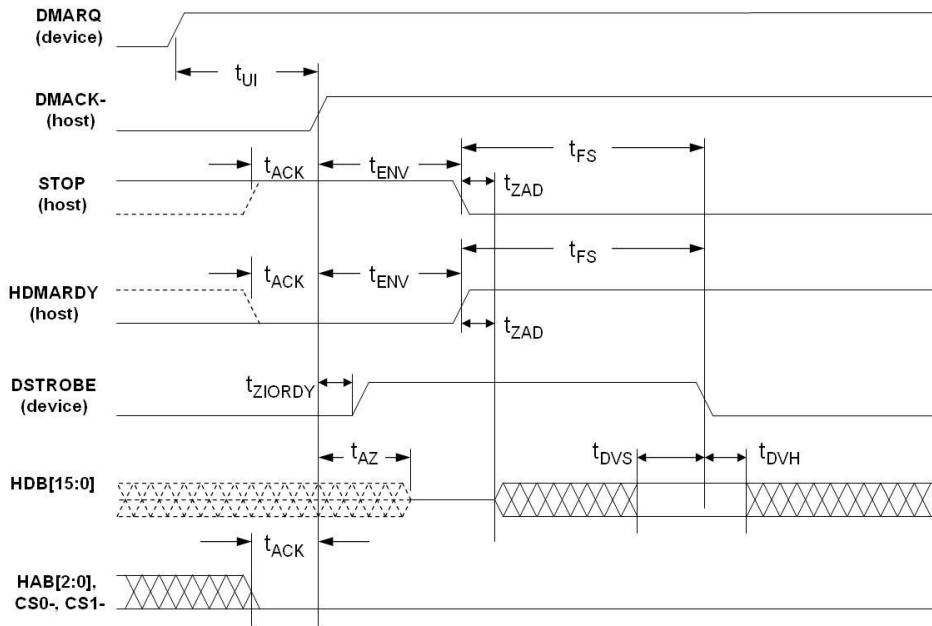 DMARQ
(device)
tUI
DMACK-
(host)
tFS
tACK
tENV
STOP
(host)
tZAD
tFS
tACK
tENV
HDMARDY
(host)
tZAD
tZIORDY
DSTROBE
(device)
tAZ
tDVS
tDVH
HDB[15:0]
tACK
HAB[2:0],
CS0-, CS1-